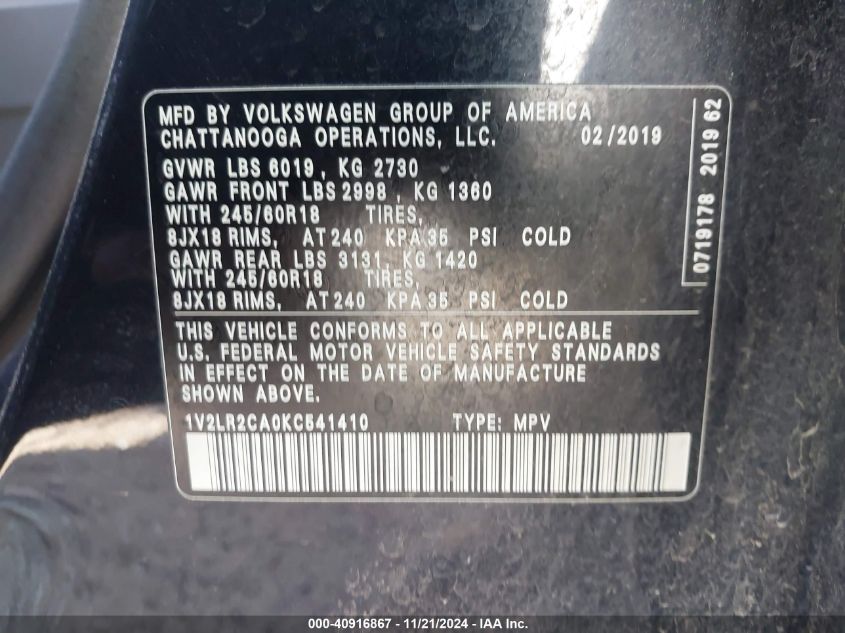 MFD BY VOLKSWAGEN GROUP OF AMERICA
CHATTANOOGA OPERATIONS, LLC. 02/2019
GVWR LBS 6019, KG 2730
GAWR FRONT LBS 2998, KG 1360
WITH 245/60R18 TIRES,
8JX18 RIMS, AT 240 KPA/35 PSI COLD
GAWR REAR LBS 3131, KG 1420
WITH 245/60R18 TIRES,
8JX18 RIMS, AT 240 KPA/35 PSI COLD
THIS VEHICLE CONFORMS TO ALL APPLICABLE
U.S. FEDERAL MOTOR VEHICLE SAFETY STANDARDS
IN EFFECT ON THE DATE OF MANUFACTURE
SHOWN ABOVE.
1V2LR2CA0KC541410 TYPE: MPV
0719178 2019 62
000-40916867 - 11/21/2024 - IAA Inc.